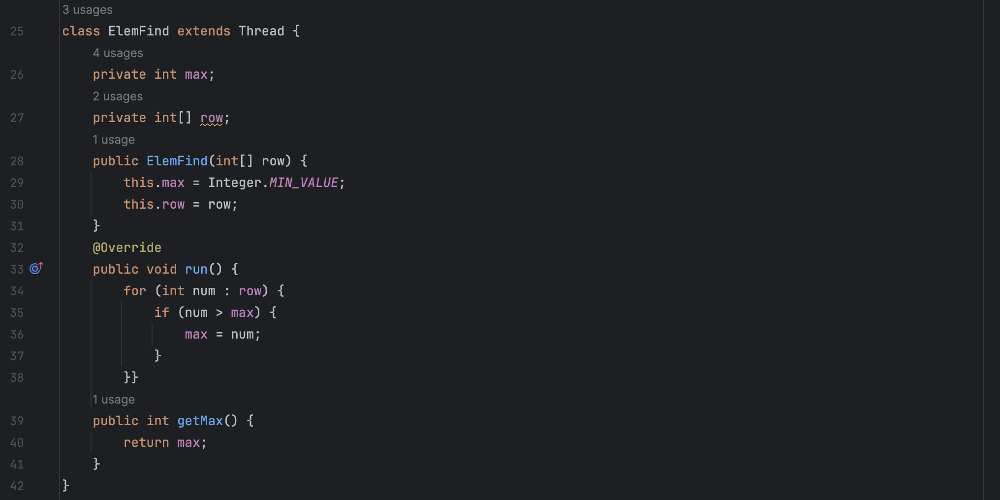 3 usages
25 class ElemFind extends Thread {
4 usages
26 private int max;
2 usages
27 private int[] row;
1 usage
28 public ElemFind(int[] row) {
29 this.max = Integer.MIN_VALUE;
30 this.row = row;
31 }
32 @Override
33 public void run() {
34 for (int num : row) {
35 if (num > max) {
36 max = num;
37 }
38 }}
1 usage
39 public int getMax() {
40 return max;
41 }
42 }